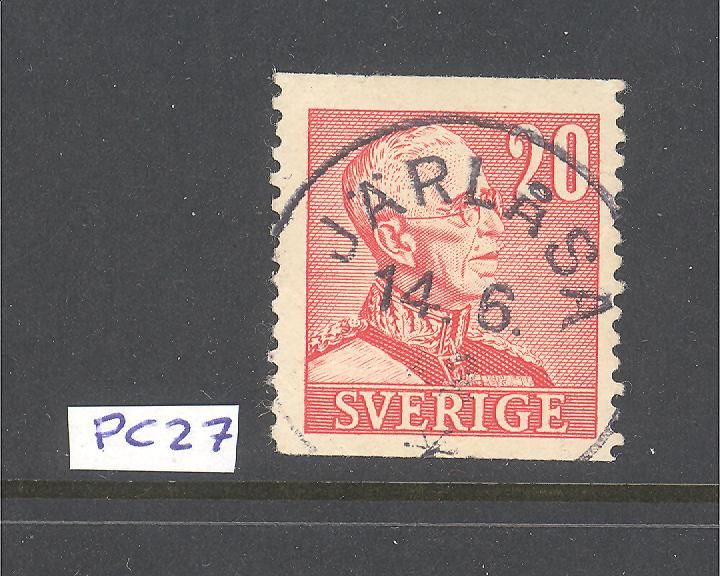 20
JÄRLÅSA
14. 6.
SVERIGE
PC27